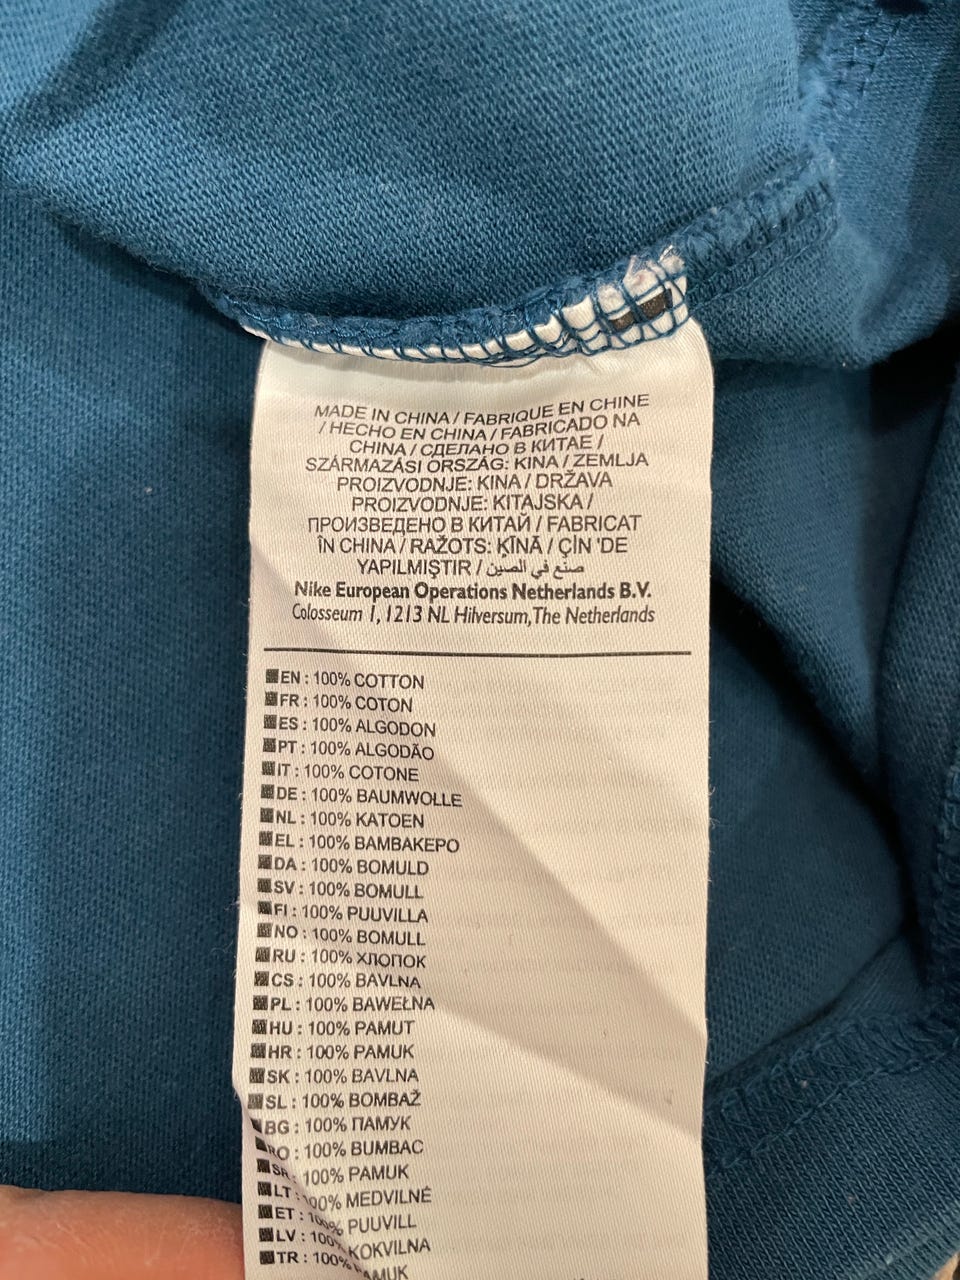 MADE IN CHINA / FABRIQUE EN CHINE
/ HECHO EN CHINA / FABRICADO NA
CHINA / СДЕЛАНО В КИТАЕ /
SZÁRMAZÁSI ORSZÁG: KINA / ZEMLJA
PROIZVODNJE: KINA / DRŽAVA
PROIZVODNJE: KITAJSKA /
ПРОИЗВЕДЕНО В КИТАЙ / FABRICAT
ÎN CHINA / RAŽOTS: ĶĪNĀ / ÇİN 'DE
YAPILMIŞTIR / صنع في الصين
Nike European Operations Netherlands B.V.
Colosseum 1, 1213 NL Hilversum, The Netherlands
EN : 100% COTTON
FR : 100% COTON
ES : 100% ALGODON
PT : 100% ALGODÃO
IT : 100% COTONE
DE : 100% BAUMWOLLE
NL : 100% KATOEN
EL : 100% ΒΑΜΒΑΚΕΡΟ
DA : 100% BOMULD
SV : 100% BOMULL
FI : 100% PUUVILLA
NO : 100% BOMULL
RU : 100% ХЛОПОК
CS : 100% BAVLNA
PL : 100% BAWEŁNA
HU : 100% PAMUT
HR : 100% PAMUK
SK : 100% BAVLNA
SL : 100% BOMBAŽ
BG : 100% ПАМУК
RO : 100% BUMBAC
SR : 100% PAMUK
LT : 100% MEDVILNÉ
ET : 100% PUUVILL
LV : 100% KOKVILNA
TR : 100% PAMUK